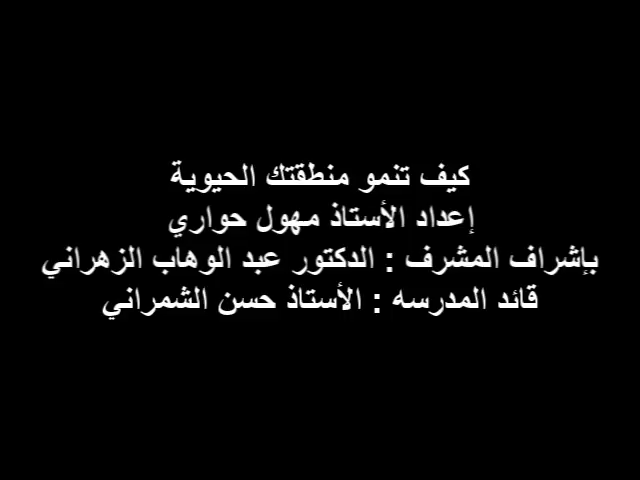 كيف تنمو منطقتك الحيوية
إعداد الأستاذ مهول حواري
بإشراف المشرف : الدكتور عبد الوهاب الزهراني
قائد المدرسه : الأستاذ حسن الشمراني